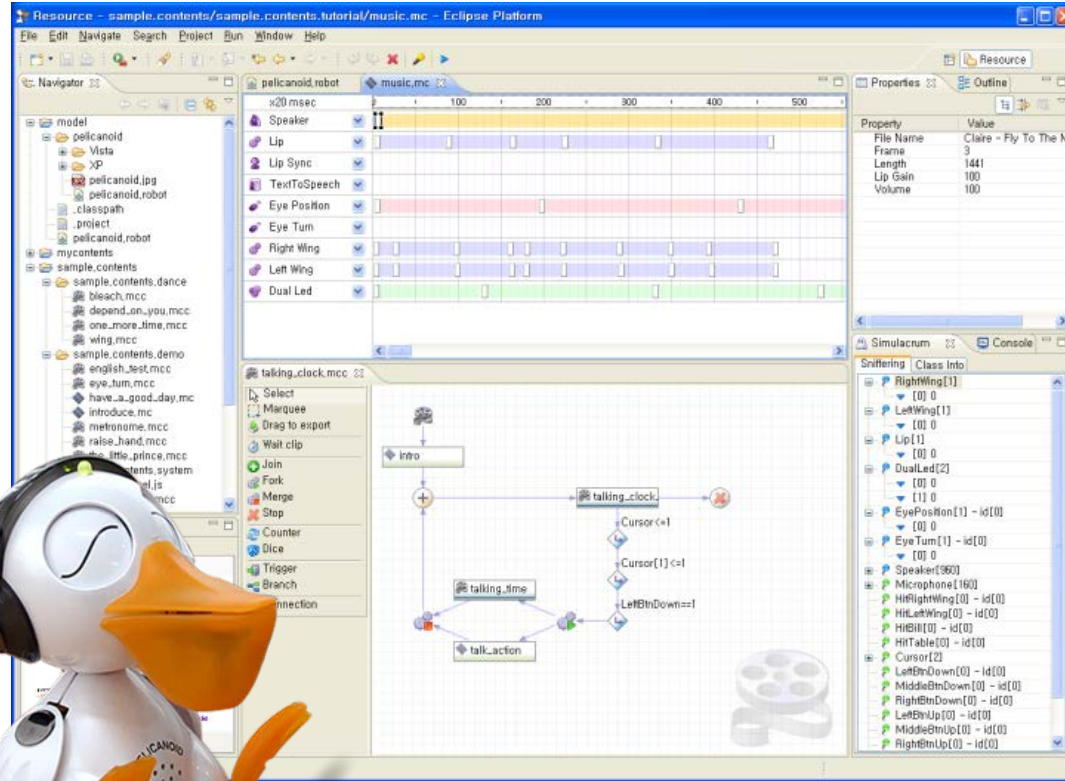 Resource - sample.contents/sample.contents.tutorial/music.mc - Eclipse Platform
File Edit Navigate Search Project Run Window Help
Resource
Navigator
model
pelicanoid
Vista
XP
pelicanoid.jpg
pelicanoid.robot
.classpath
.project
pelicanoid.robot
mycontents
sample.contents
sample.contents.dance
bleach.mcc
depend_on_you.mcc
one_more_time.mcc
wing.mcc
sample.contents.demo
english_test.mcc
eye_turn.mcc
have_a_good_day.mc
introduce.mc
metronome.mcc
raise_hand.mcc
the_little_prince.mcc
pelicanoid.robot
music.mc
x20 msec 100 200 300 400 500
Speaker
Lip
Lip Sync
TextToSpeech
Eye Position
Eye Turn
Right Wing
Left Wing
Dual Led
Properties Outline
Property Value
File Name Claire - Fly To The M
Frame 3
Length 1441
Lip Gain 100
Volume 100
talking_clock.mcc
Select
Marquee
Drag to export
Wait clip
Join
Fork
Merge
Stop
Counter
Dice
Trigger
Branch
intro
talking_clock.
Cursor<=1
Cursor[1]<=1
LeftBtnDown==1
talking_time
talk_action
Simulacrum Console
Sniffering Class Info
RightWing[1]
[0] 0
LeftWing[1]
[0] 0
Lip[1]
[0] 0
DualLed[2]
[0] 0
[1] 0
EyePosition[1] - id[0]
[0] 0
EyeTurn[1] - id[0]
[0] 0
Speaker[960]
Microphone[160]
HitRightWing[0] - id[0]
HitLeftWing[0] - id[0]
HitBill[0] - id[0]
HitTable[0] - id[0]
Cursor[2]
LeftBtnDown[0] - id[0]
MiddleBtnDown[0] - id[0]
RightBtnDown[0] - id[0]
LeftBtnUp[0] - id[0]
MiddleBtnUp[0] - id[0]
RightBtnUp[0] - id[0]